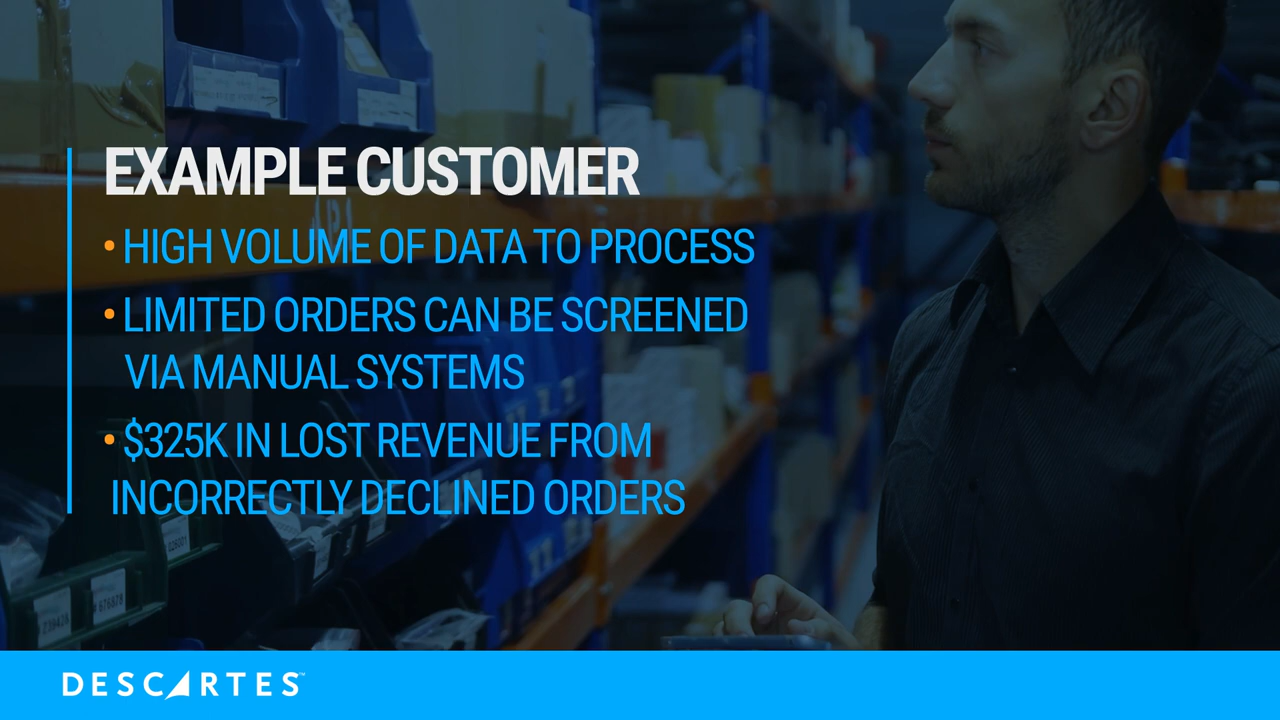 EXAMPLE CUSTOMER
• HIGH VOLUME OF DATA TO PROCESS
• LIMITED ORDERS CAN BE SCREENED
VIA MANUAL SYSTEMS
• $325K IN LOST REVENUE FROM
INCORRECTLY DECLINED ORDERS
DESCARTES™